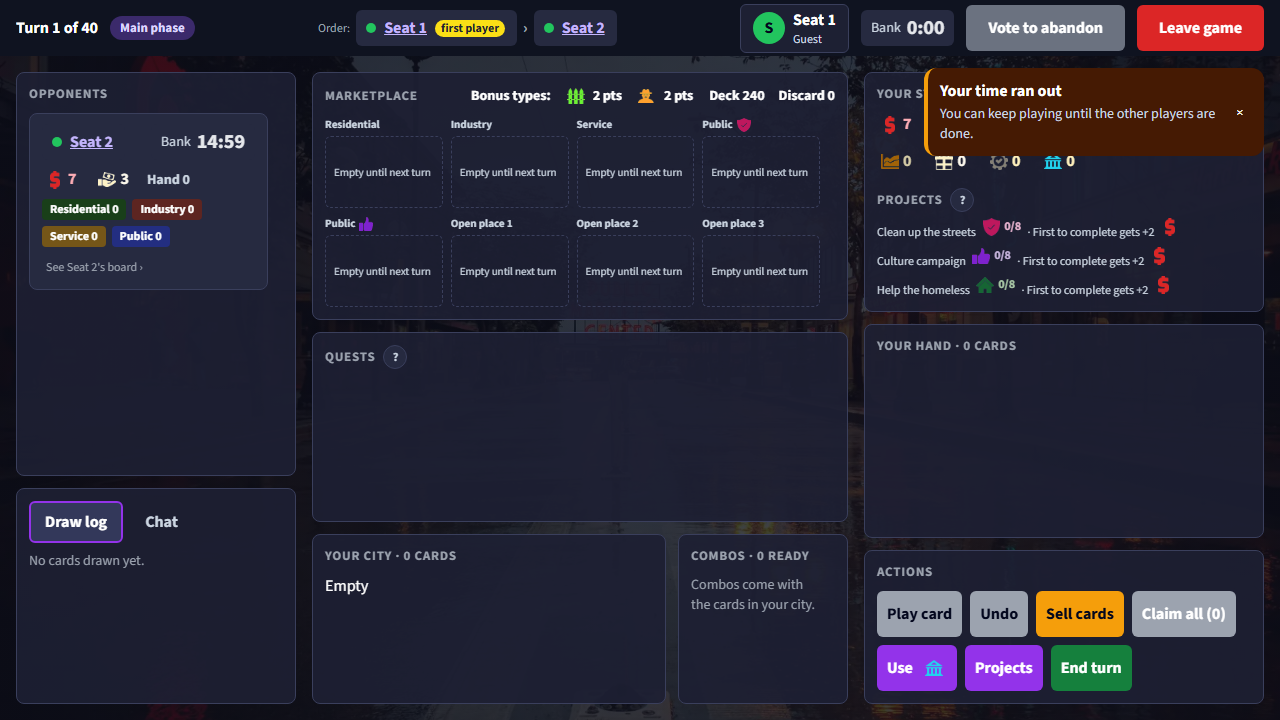 Turn 1 of 40 Main phase Order: Seat 1 first player › Seat 2 S Seat 1 Guest Bank 0:00 Vote to abandon Leave game
OPPONENTS
Seat 2 Bank 14:59
7 3 Hand 0
Residential 0 Industry 0
Service 0 Public 0
See Seat 2's board ›
Draw log Chat
No cards drawn yet.
MARKETPLACE Bonus types: 2 pts 2 pts Deck 240 Discard 0
Residential Industry Service Public
Empty until next turn Empty until next turn Empty until next turn Empty until next turn
Public Open place 1 Open place 2 Open place 3
Empty until next turn Empty until next turn Empty until next turn Empty until next turn
QUESTS ?
YOUR CITY · 0 CARDS
Empty
COMBOS · 0 READY
Combos come with
the cards in your city.
YOUR S
Your time ran out
You can keep playing until the other players are
done.
×
7
0 0 0 0
PROJECTS ?
Clean up the streets 0/8 · First to complete gets +2
Culture campaign 0/8 · First to complete gets +2
Help the homeless 0/8 · First to complete gets +2
YOUR HAND · 0 CARDS
ACTIONS
Play card Undo Sell cards Claim all (0)
Use Projects End turn